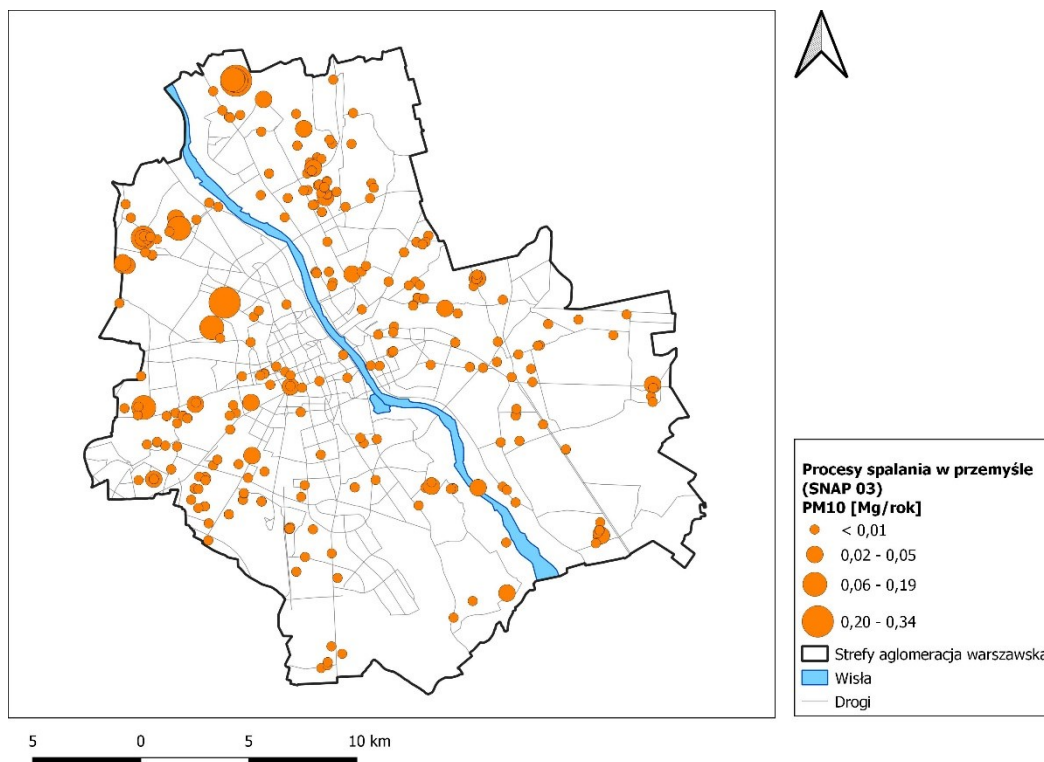 Procesy spalania w przemyśle
(SNAP 03)
PM10 [Mg/rok]
< 0,01
0,02 - 0,05
0,06 - 0,19
0,20 - 0,34
Strefy aglomeracja warszawska
Wisła
Drogi
5 0 5 10 km